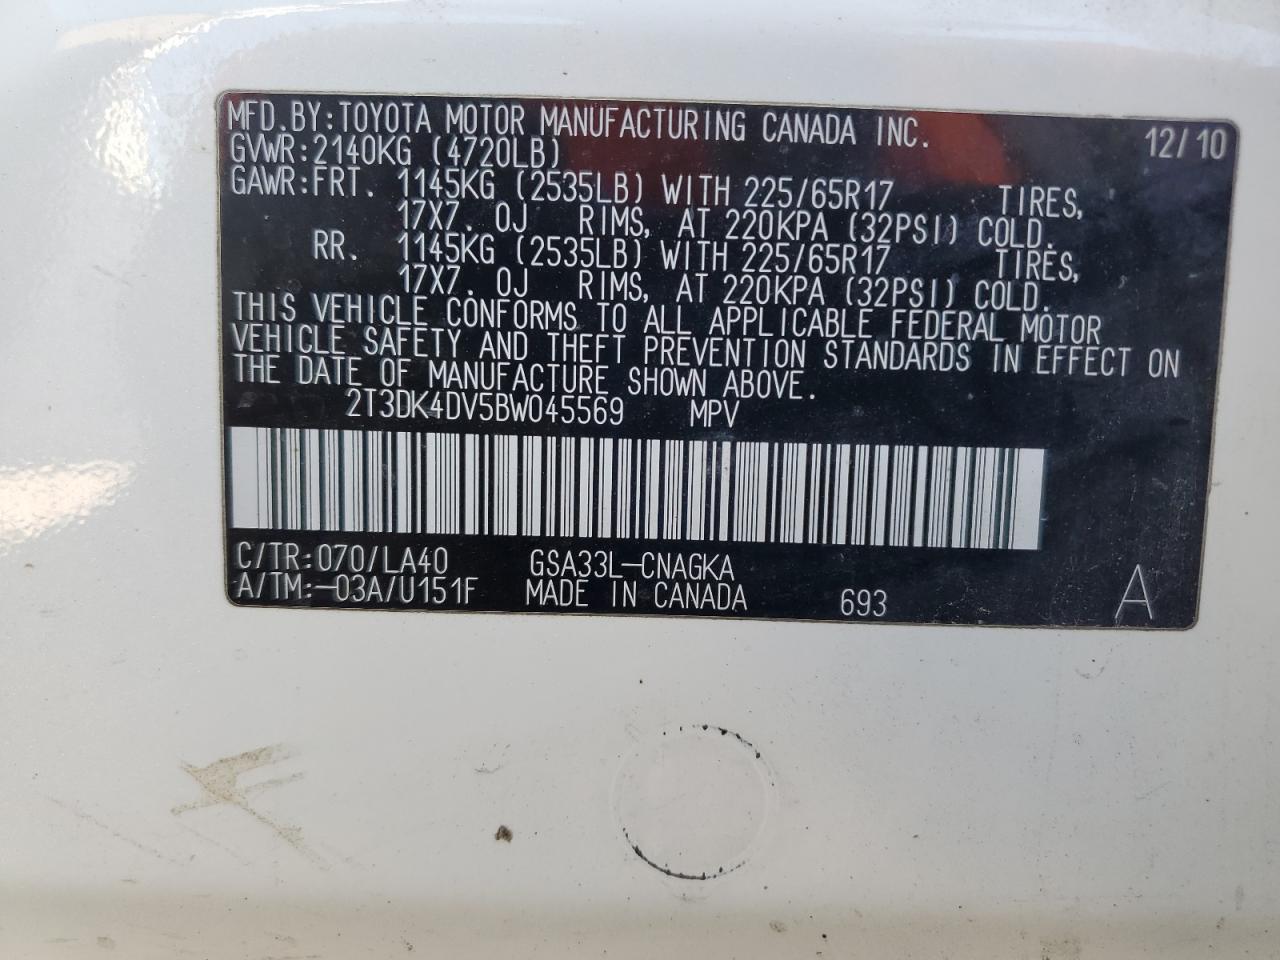 MFD. BY: TOYOTA MOTOR MANUFACTURING CANADA INC. 12/10
GVWR: 2140KG (4720LB)
GAWR: FRT. 1145KG (2535LB) WITH 225/65R17 TIRES,
17X7. 0J RIMS, AT 220KPA (32PSI) COLD.
RR. 1145KG (2535LB) WITH 225/65R17 TIRES,
17X7. 0J RIMS, AT 220KPA (32PSI) COLD.
THIS VEHICLE CONFORMS TO ALL APPLICABLE FEDERAL MOTOR
VEHICLE SAFETY AND THEFT PREVENTION STANDARDS IN EFFECT ON
THE DATE OF MANUFACTURE SHOWN ABOVE.
2T3DK4DV5BW045569 MPV
C/TR: 070/LA40 GSA33L-CNAGKA
A/TM: -03A/U151F MADE IN CANADA 693 A